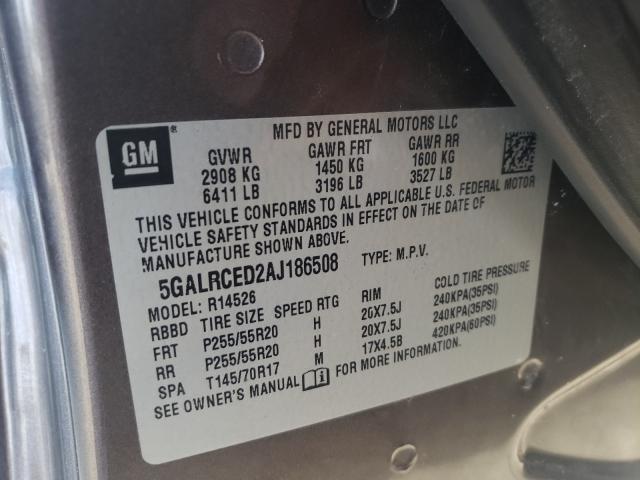 GM ®
MFD BY GENERAL MOTORS LLC
GVWR GAWR FRT GAWR RR
2908 KG 1450 KG 1600 KG
6411 LB 3196 LB 3527 LB
THIS VEHICLE CONFORMS TO ALL APPLICABLE U.S. FEDERAL MOTOR
VEHICLE SAFETY STANDARDS IN EFFECT ON THE DATE OF
MANUFACTURE SHOWN ABOVE.
5GALRCED2AJ186508 TYPE: M.P.V.
MODEL: R14526
RBBD TIRE SIZE SPEED RTG RIM COLD TIRE PRESSURE
FRT P255/55R20 H 20X7.5J 240KPA(35PSI)
RR P255/55R20 H 20X7.5J 240KPA(35PSI)
SPA T145/70R17 M 17X4.5B 420KPA(60PSI)
SEE OWNER'S MANUAL FOR MORE INFORMATION.